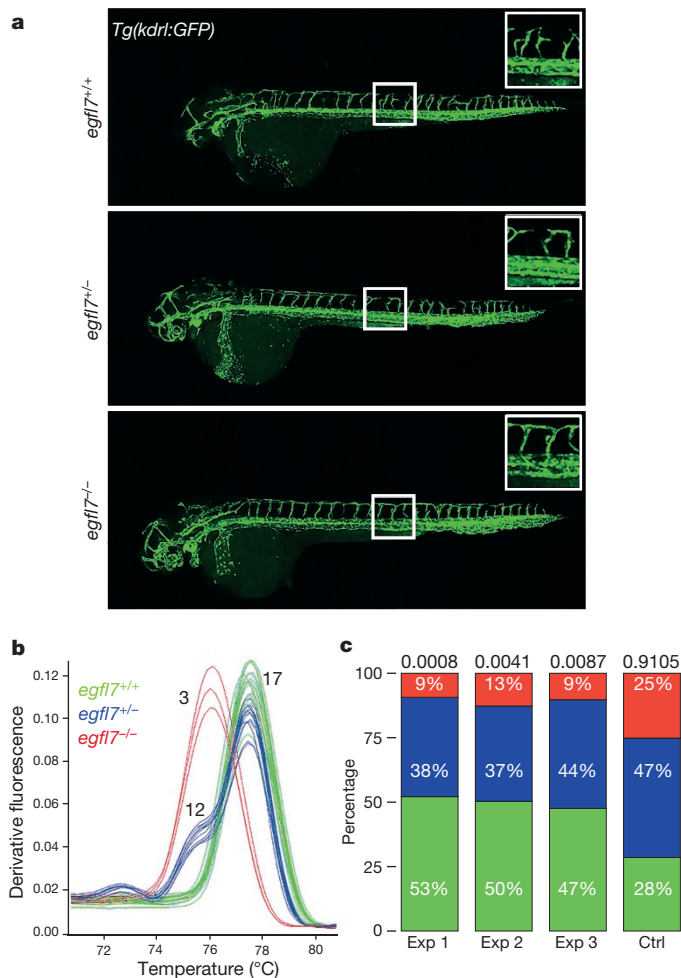 a
Tg(kdrl:GFP)
egfl7+/+
egfl7+/−
egfl7−/−
b
Derivative fluorescence
0.12
0.10
0.08
0.06
0.04
0.02
0.00
egfl7+/+
egfl7+/−
egfl7−/−
3
17
12
72 74 76 78 80
Temperature (°C)
c
0.0008 0.0041 0.0087 0.9105
Percentage
100
75
50
25
0
9% 13% 9% 25%
38% 37% 44% 47%
53% 50% 47% 28%
Exp 1 Exp 2 Exp 3 Ctrl